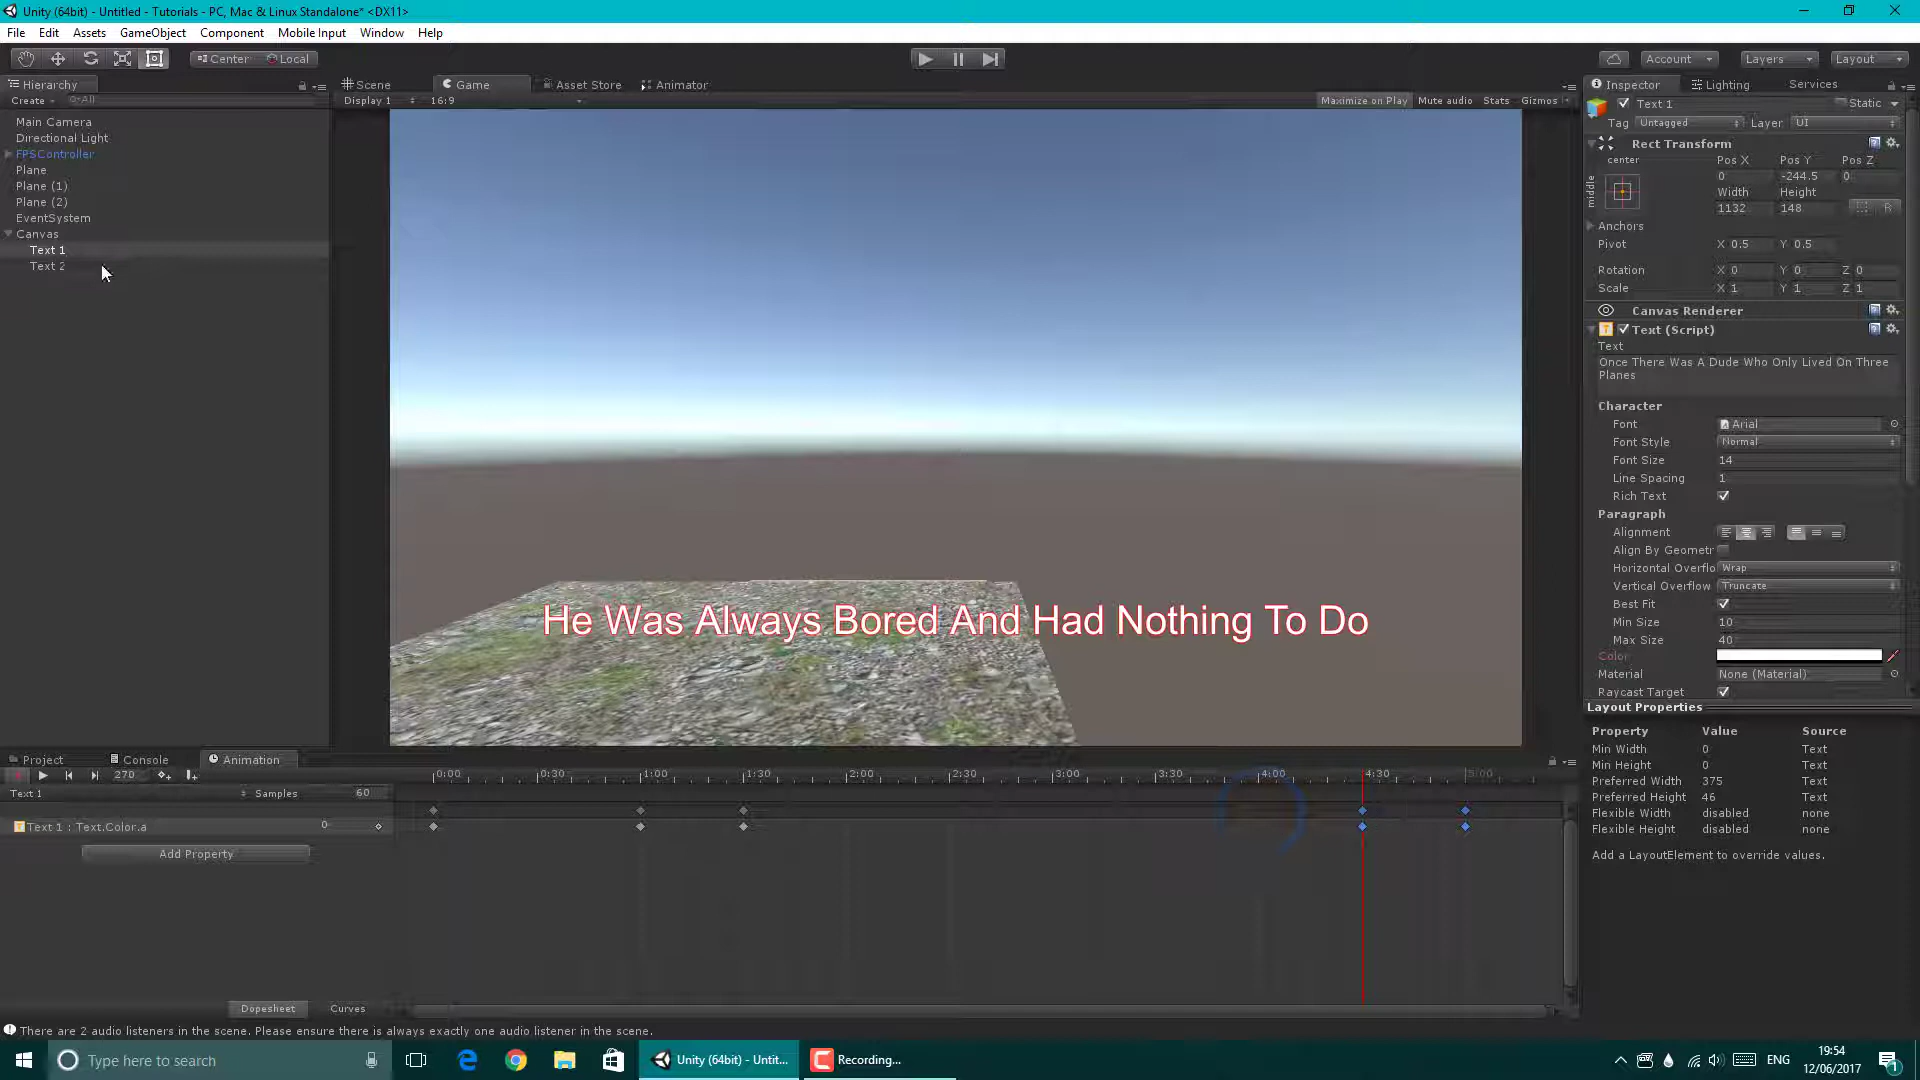 Unity (64bit) - Untitled - Tutorials - PC, Mac & Linux Standalone* <DX11>
File Edit Assets GameObject Component Mobile Input Window Help
Center Local Account Layers Layout
Hierarchy
Create All
Main Camera
Directional Light
FPSController
Plane
Plane (1)
Plane (2)
EventSystem
Canvas
Text 1
Text 2
Scene Game Asset Store Animator
Display 1 16:9 Maximize on Play Mute audio Stats Gizmos
He Was Always Bored And Had Nothing To Do
Inspector Lighting Services
Text 1 Static
Tag Untagged Layer UI
Rect Transform
center Pos X Pos Y Pos Z
0 -244.5 0
middle Width Height
1132 148 R
Anchors
Pivot X 0.5 Y 0.5
Rotation X 0 Y 0 Z 0
Scale X 1 Y 1 Z 1
Canvas Renderer
Text (Script)
Text
Once There Was A Dude Who Only Lived On Three
Planes
Character
Font Arial
Font Style Normal
Font Size 14
Line Spacing 1
Rich Text
Paragraph
Alignment
Align By Geometr
Horizontal Overflo Wrap
Vertical Overflow Truncate
Best Fit
Min Size 10
Max Size 40
Color
Material None (Material)
Raycast Target
Layout Properties
Property Value Source
Min Width 0 Text
Min Height 0 Text
Preferred Width 375 Text
Preferred Height 46 Text
Flexible Width disabled none
Flexible Height disabled none
Add a LayoutElement to override values.
Project Console Animation
270 0:00 0:30 1:00 1:30 2:00 2:30 3:00 3:30 4:00 4:30 5:00
Text 1 Samples 60
Text 1 : Text.Color.a 0
Add Property
Dopesheet Curves
There are 2 audio listeners in the scene. Please ensure there is always exactly one audio listener in the scene.
Type here to search Unity (64bit) - Untit... Recording... ENG 19:54
12/06/2017 1